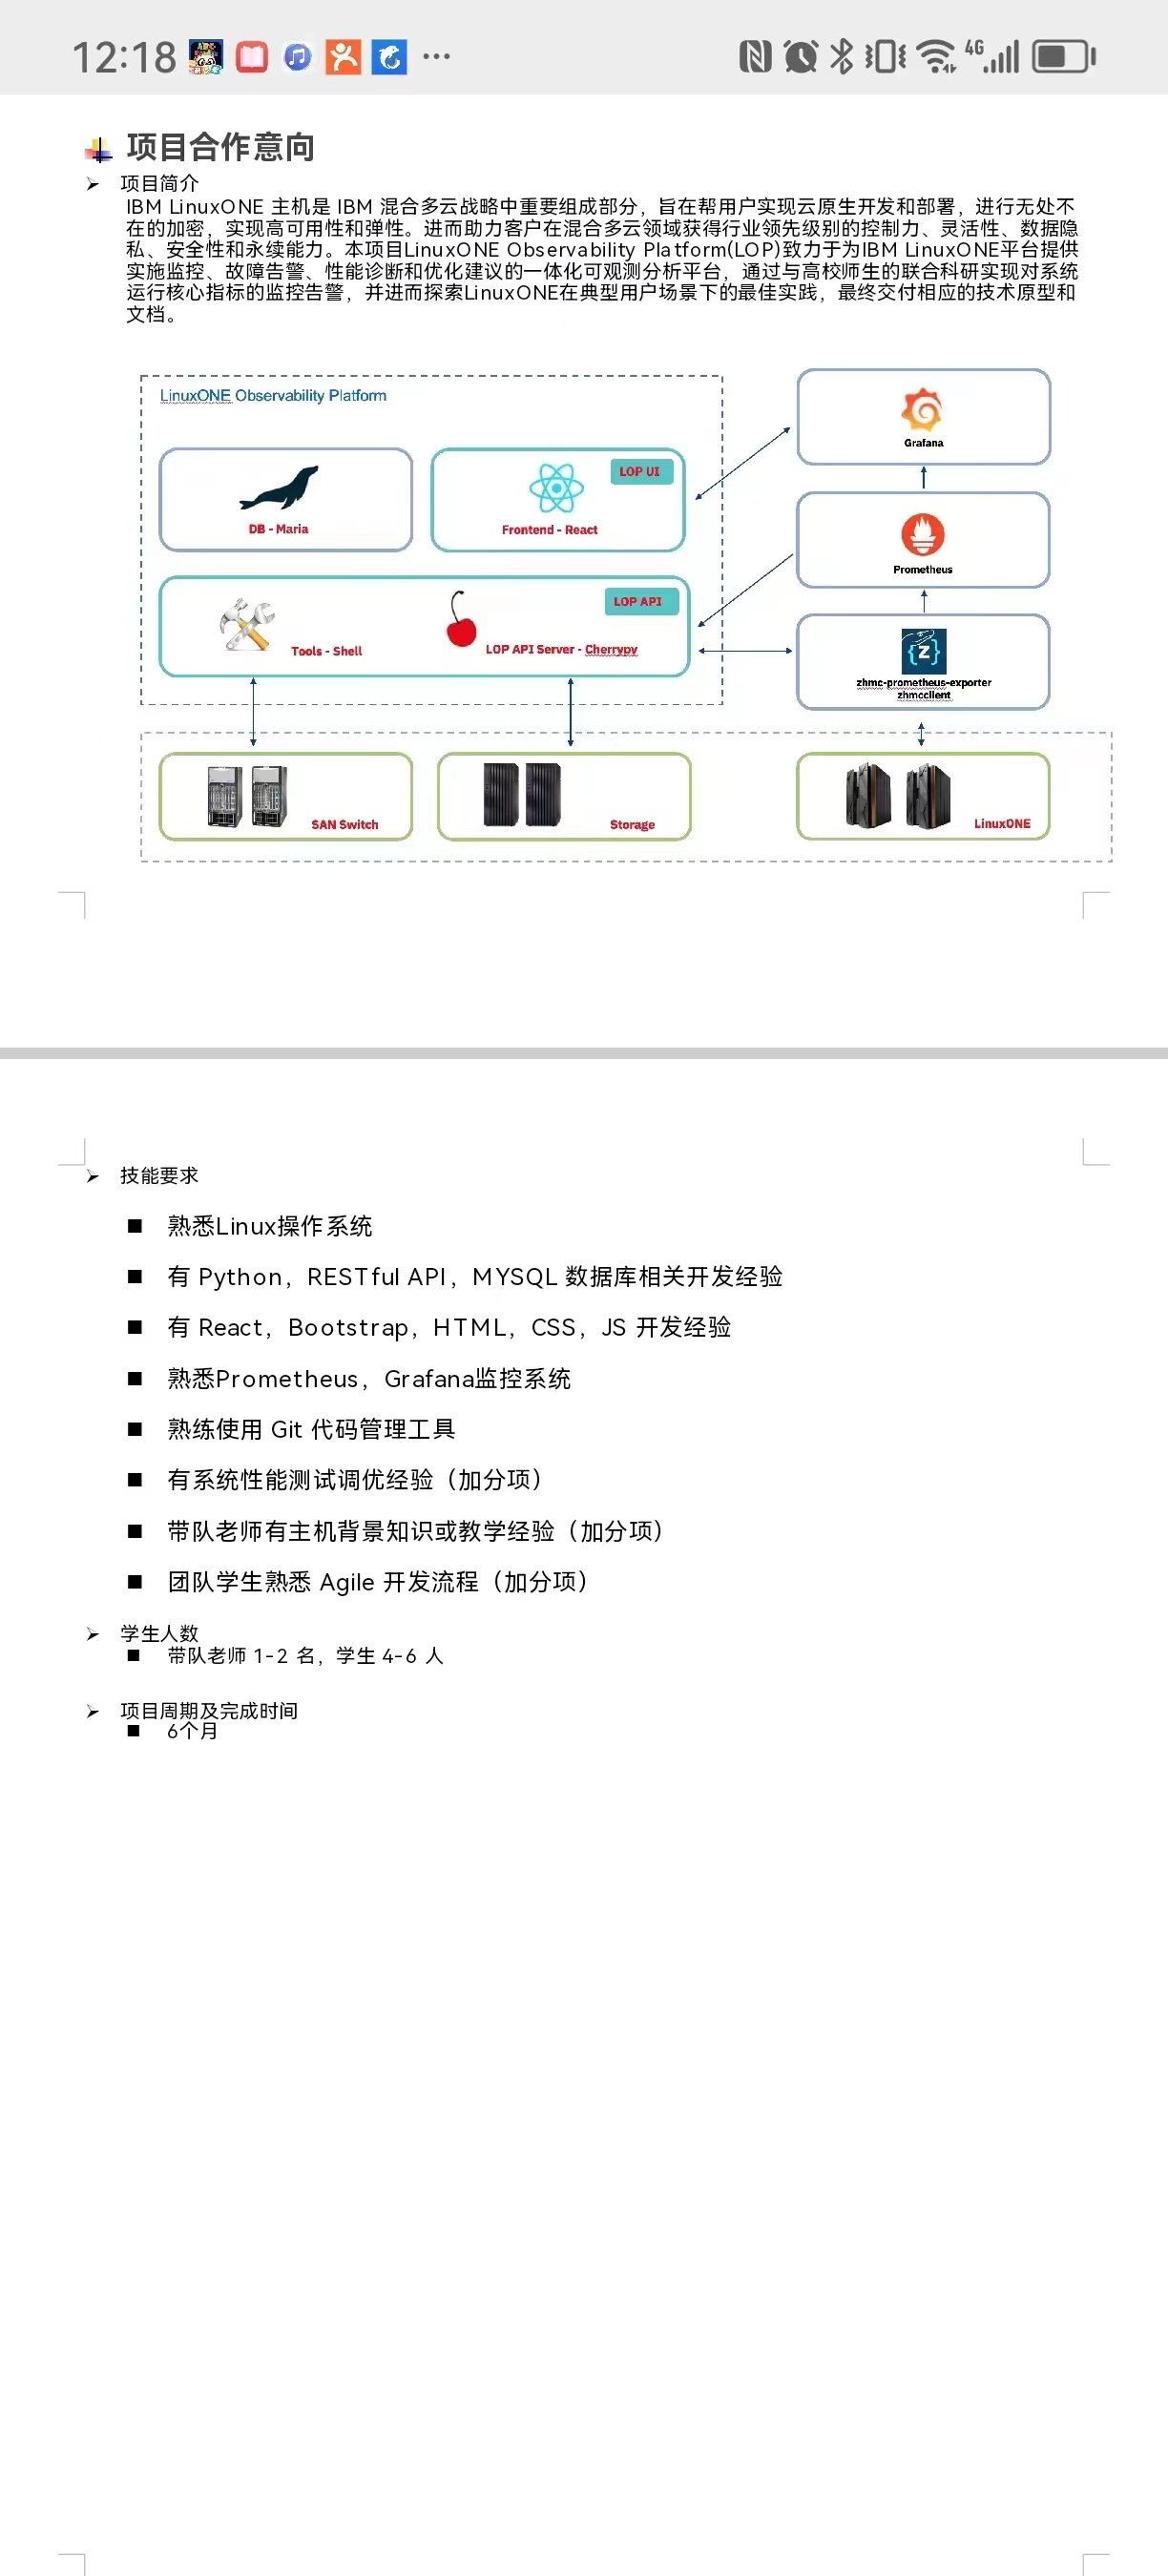 12:18
4G
项目合作意向
项目简介
IBM LinuxONE 主机是 IBM 混合多云战略中重要组成部分，旨在帮用户实现云原生开发和部署，进行无处不
在的加密，实现高可用性和弹性。进而助力客户在混合多云领域获得行业领先级别的控制力、灵活性、数据隐
私、安全性和永续能力。本项目LinuxONE Observability Platform(LOP)致力于为IBM LinuxONE平台提供
实施监控、故障告警、性能诊断和优化建议的一体化可观测分析平台，通过与高校师生的联合科研实现对系统
运行核心指标的监控告警，并进而探索LinuxONE在典型用户场景下的最佳实践，最终交付相应的技术原型和
文档。
LinuxONE Observability Platform
DB - Maria
LOP UI
Frontend - React
Tools - Shell
LOP API
LOP API Server - Cherrypy
Grafana
Prometheus
zhmc-prometheus-exporter
zhmcclient
SAN Switch
Storage
LinuxONE
技能要求
熟悉Linux操作系统
有 Python，RESTful API，MYSQL 数据库相关开发经验
有 React，Bootstrap，HTML，CSS，JS 开发经验
熟悉Prometheus，Grafana监控系统
熟练使用 Git 代码管理工具
有系统性能测试调优经验（加分项）
带队老师有主机背景知识或教学经验（加分项）
团队学生熟悉 Agile 开发流程（加分项）
学生人数
带队老师 1-2 名，学生 4-6 人
项目周期及完成时间
6个月